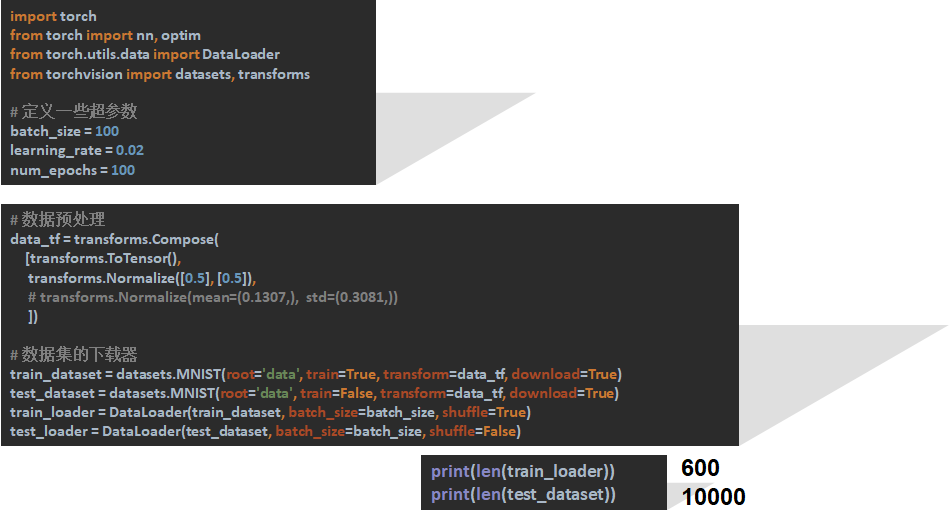 import torch
from torch import nn, optim
from torch.utils.data import DataLoader
from torchvision import datasets, transforms
# 定义一些超参数
batch_size = 100
learning_rate = 0.02
num_epochs = 100
# 数据预处理
data_tf = transforms.Compose(
[transforms.ToTensor(),
transforms.Normalize([0.5], [0.5]),
# transforms.Normalize(mean=(0.1307,), std=(0.3081,))
])
# 数据集的下载器
train_dataset = datasets.MNIST(root='data', train=True, transform=data_tf, download=True)
test_dataset = datasets.MNIST(root='data', train=False, transform=data_tf, download=True)
train_loader = DataLoader(train_dataset, batch_size=batch_size, shuffle=True)
test_loader = DataLoader(test_dataset, batch_size=batch_size, shuffle=False)
print(len(train_loader)) 600
print(len(test_dataset)) 10000